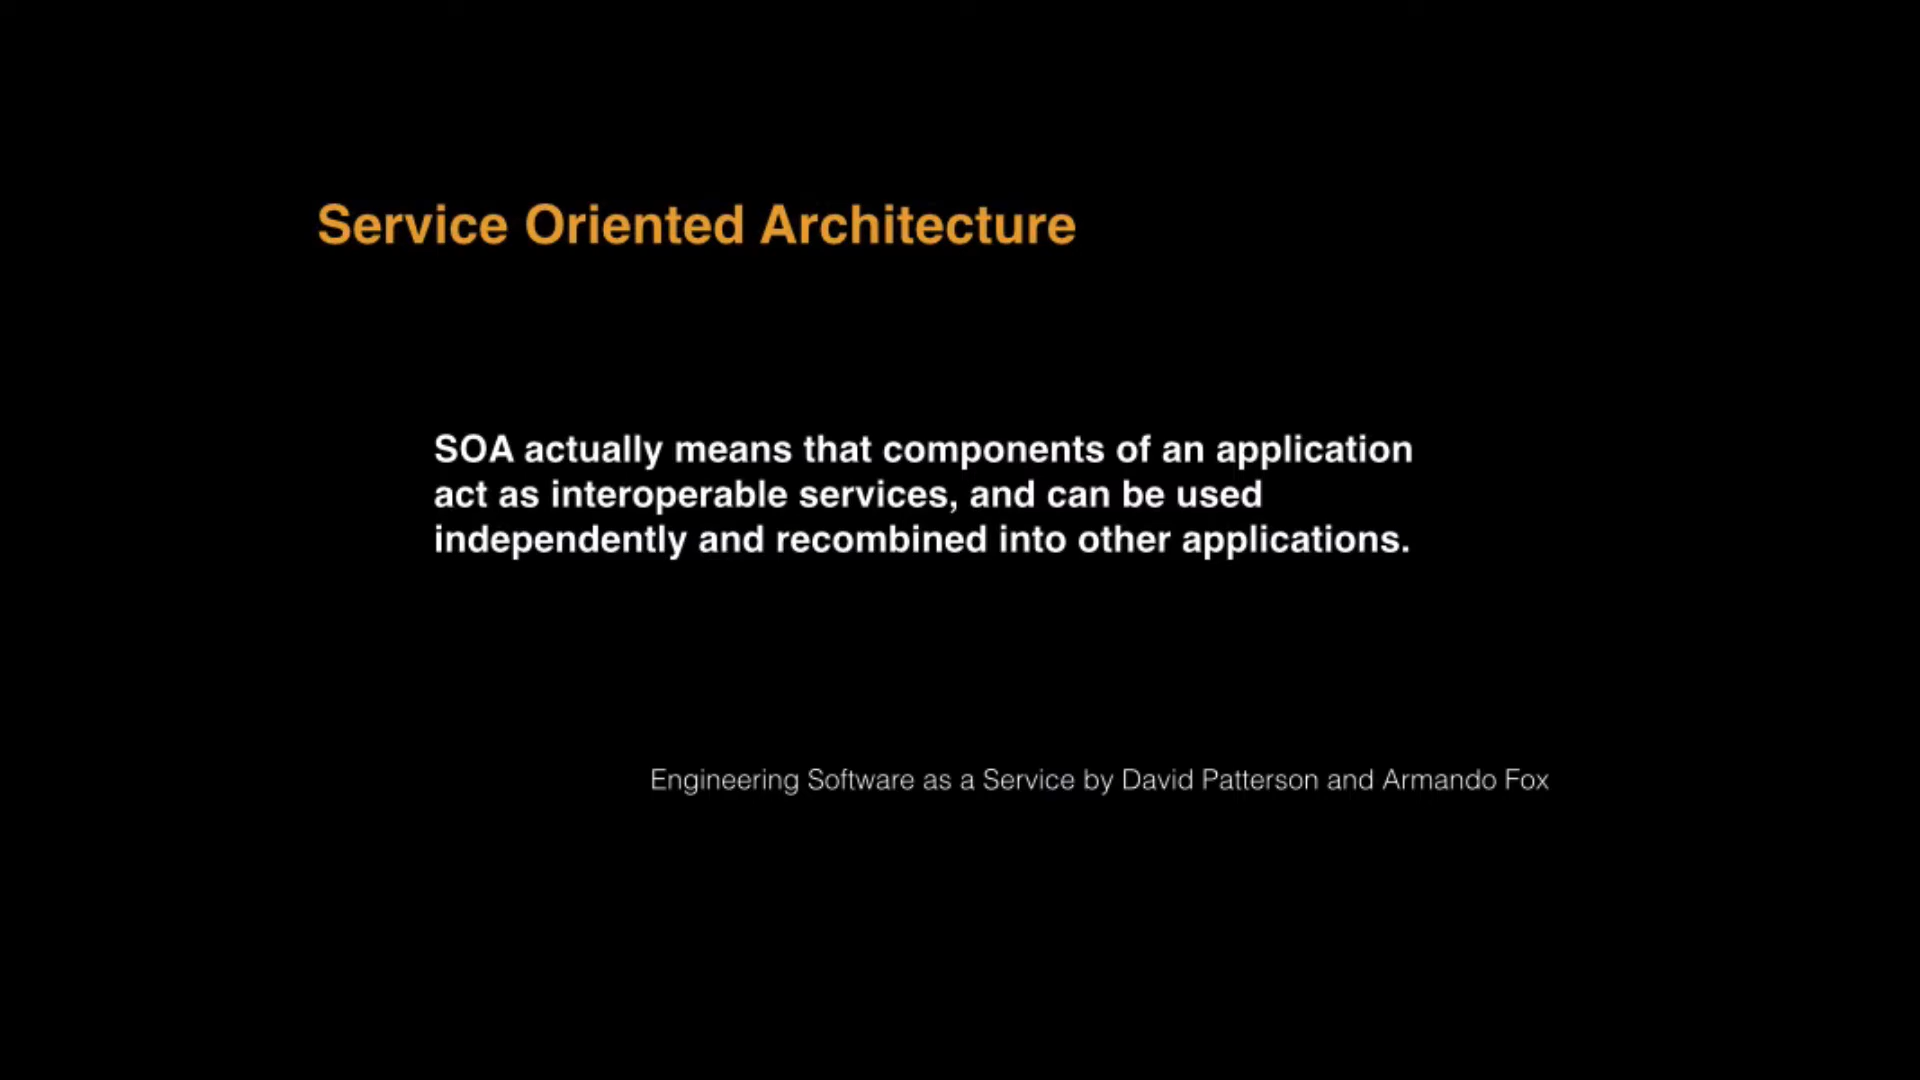 Service Oriented Architecture
SOA actually means that components of an application
act as interoperable services, and can be used
independently and recombined into other applications.
Engineering Software as a Service by David Patterson and Armando Fox